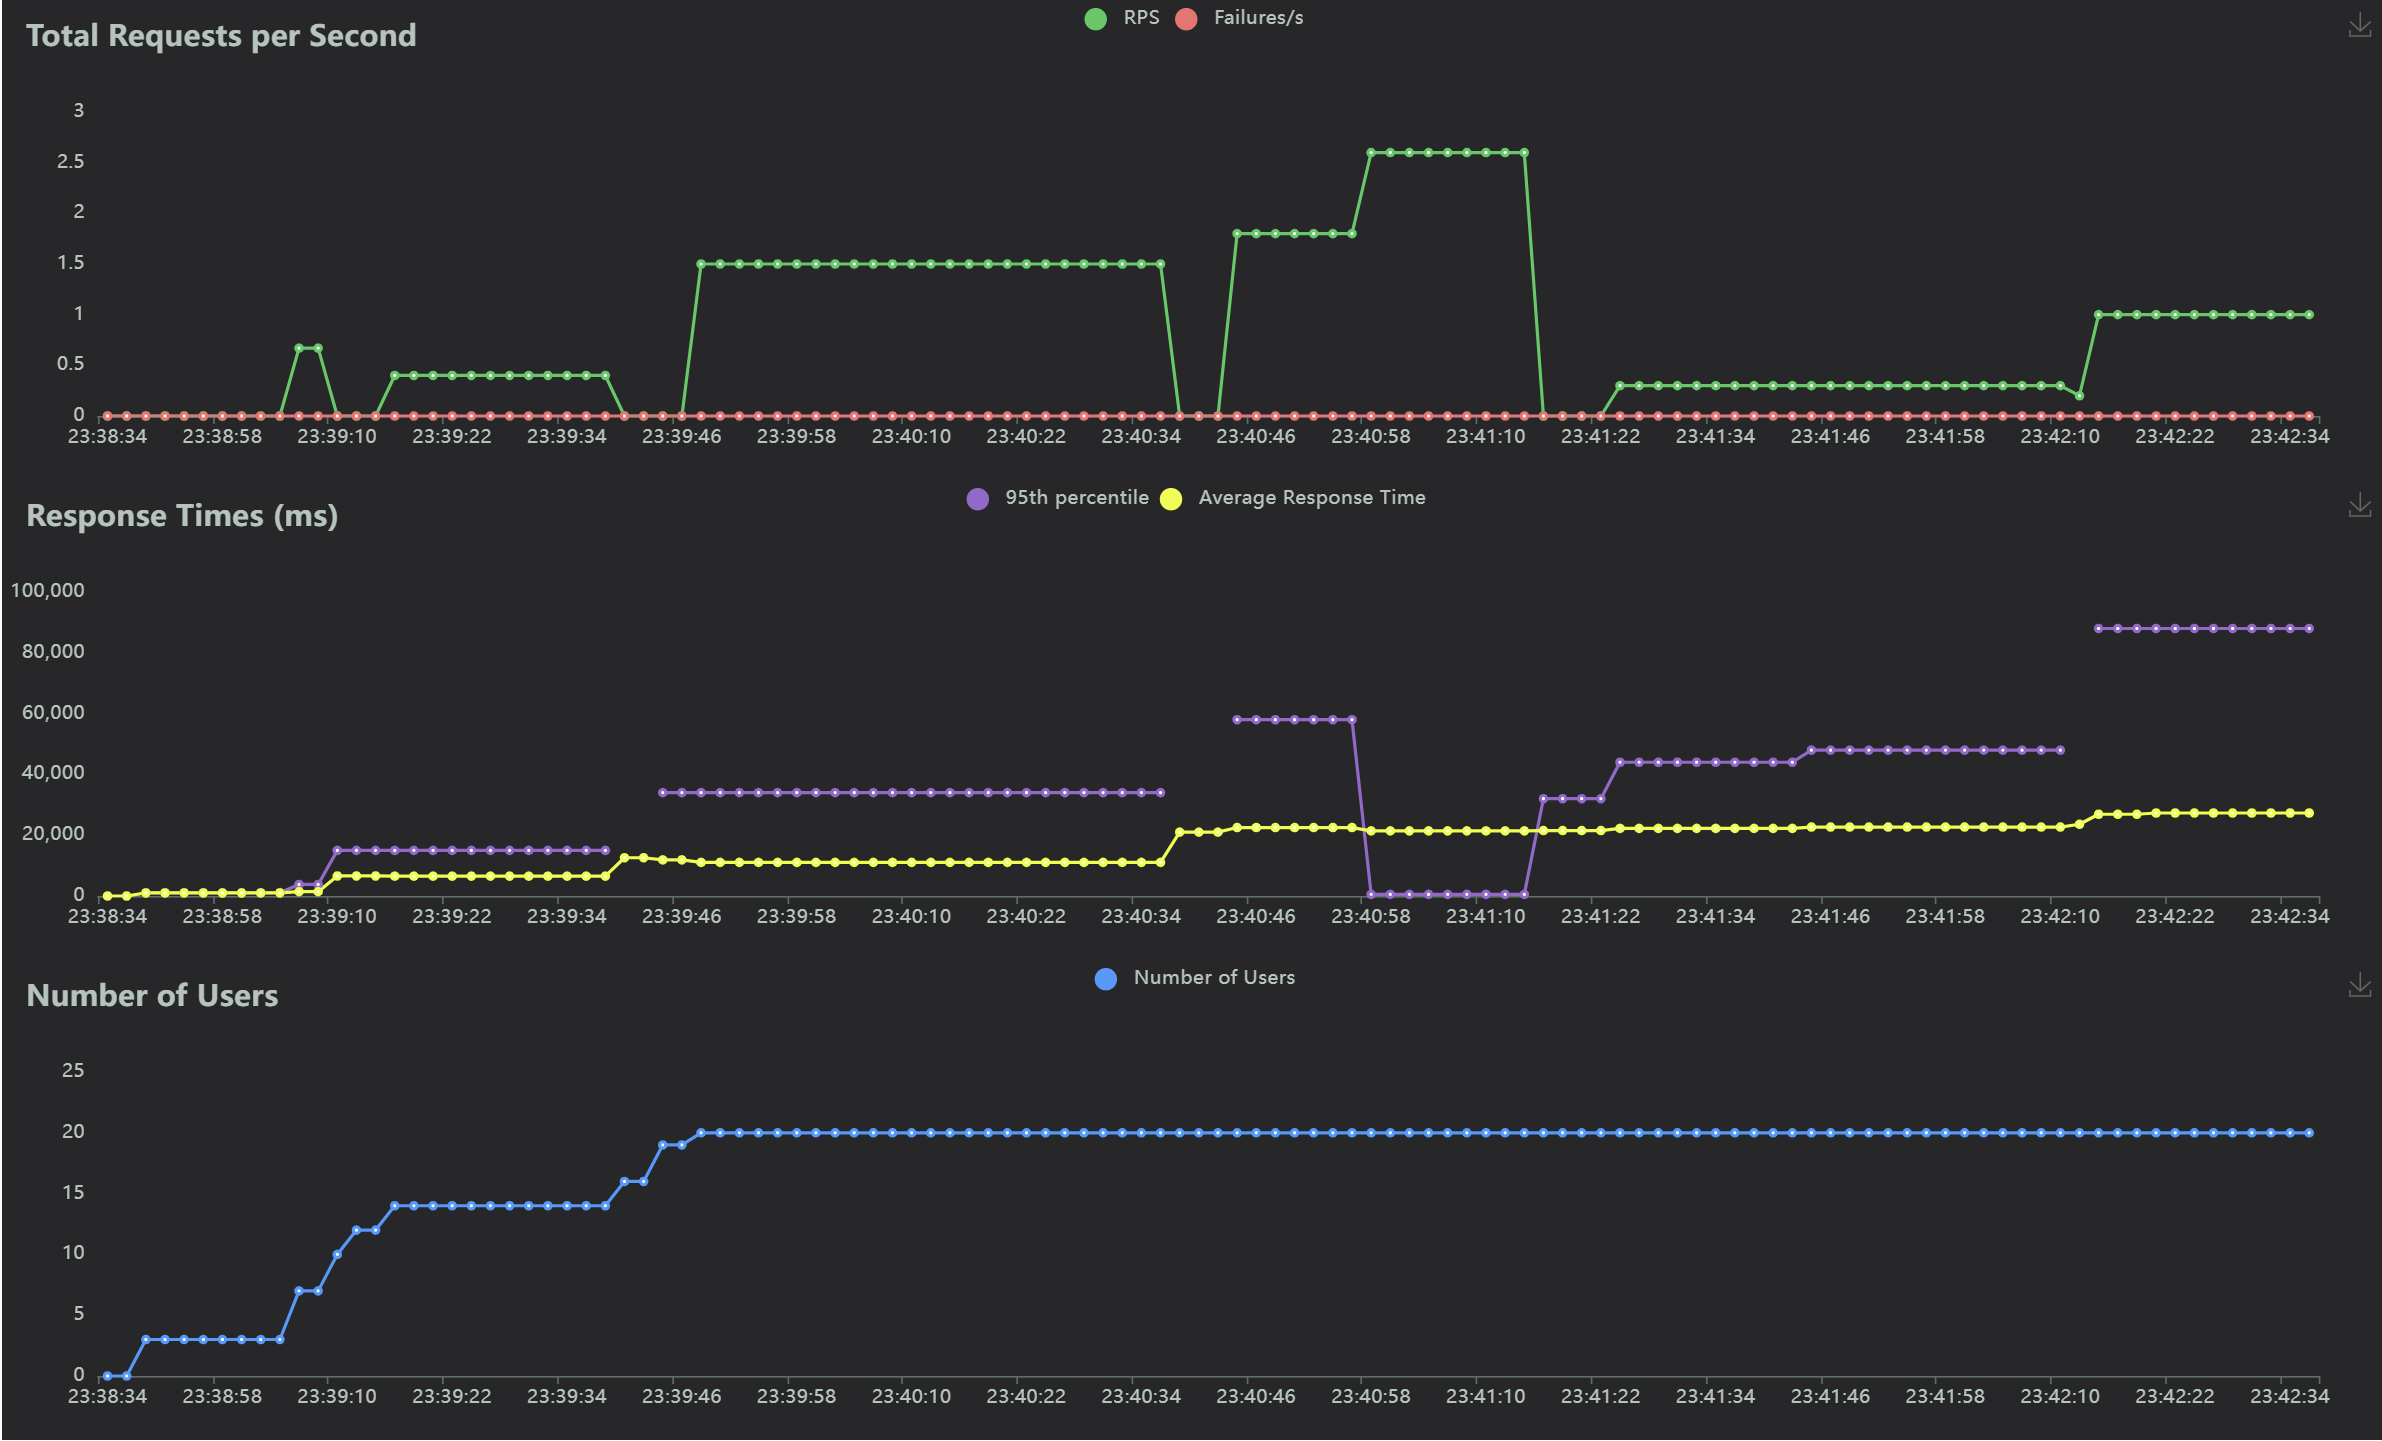 Total Requests per Second
RPS Failures/s
3
2.5
2
1.5
1
0.5
0
23:38:34 23:38:58 23:39:10 23:39:22 23:39:34 23:39:46 23:39:58 23:40:10 23:40:22 23:40:34 23:40:46 23:40:58 23:41:10 23:41:22 23:41:34 23:41:46 23:41:58 23:42:10 23:42:22 23:42:34
Response Times (ms)
95th percentile Average Response Time
100,000
80,000
60,000
40,000
20,000
0
23:38:34 23:38:58 23:39:10 23:39:22 23:39:34 23:39:46 23:39:58 23:40:10 23:40:22 23:40:34 23:40:46 23:40:58 23:41:10 23:41:22 23:41:34 23:41:46 23:41:58 23:42:10 23:42:22 23:42:34
Number of Users
Number of Users
25
20
15
10
5
0
23:38:34 23:38:58 23:39:10 23:39:22 23:39:34 23:39:46 23:39:58 23:40:10 23:40:22 23:40:34 23:40:46 23:40:58 23:41:10 23:41:22 23:41:34 23:41:46 23:41:58 23:42:10 23:42:22 23:42:34